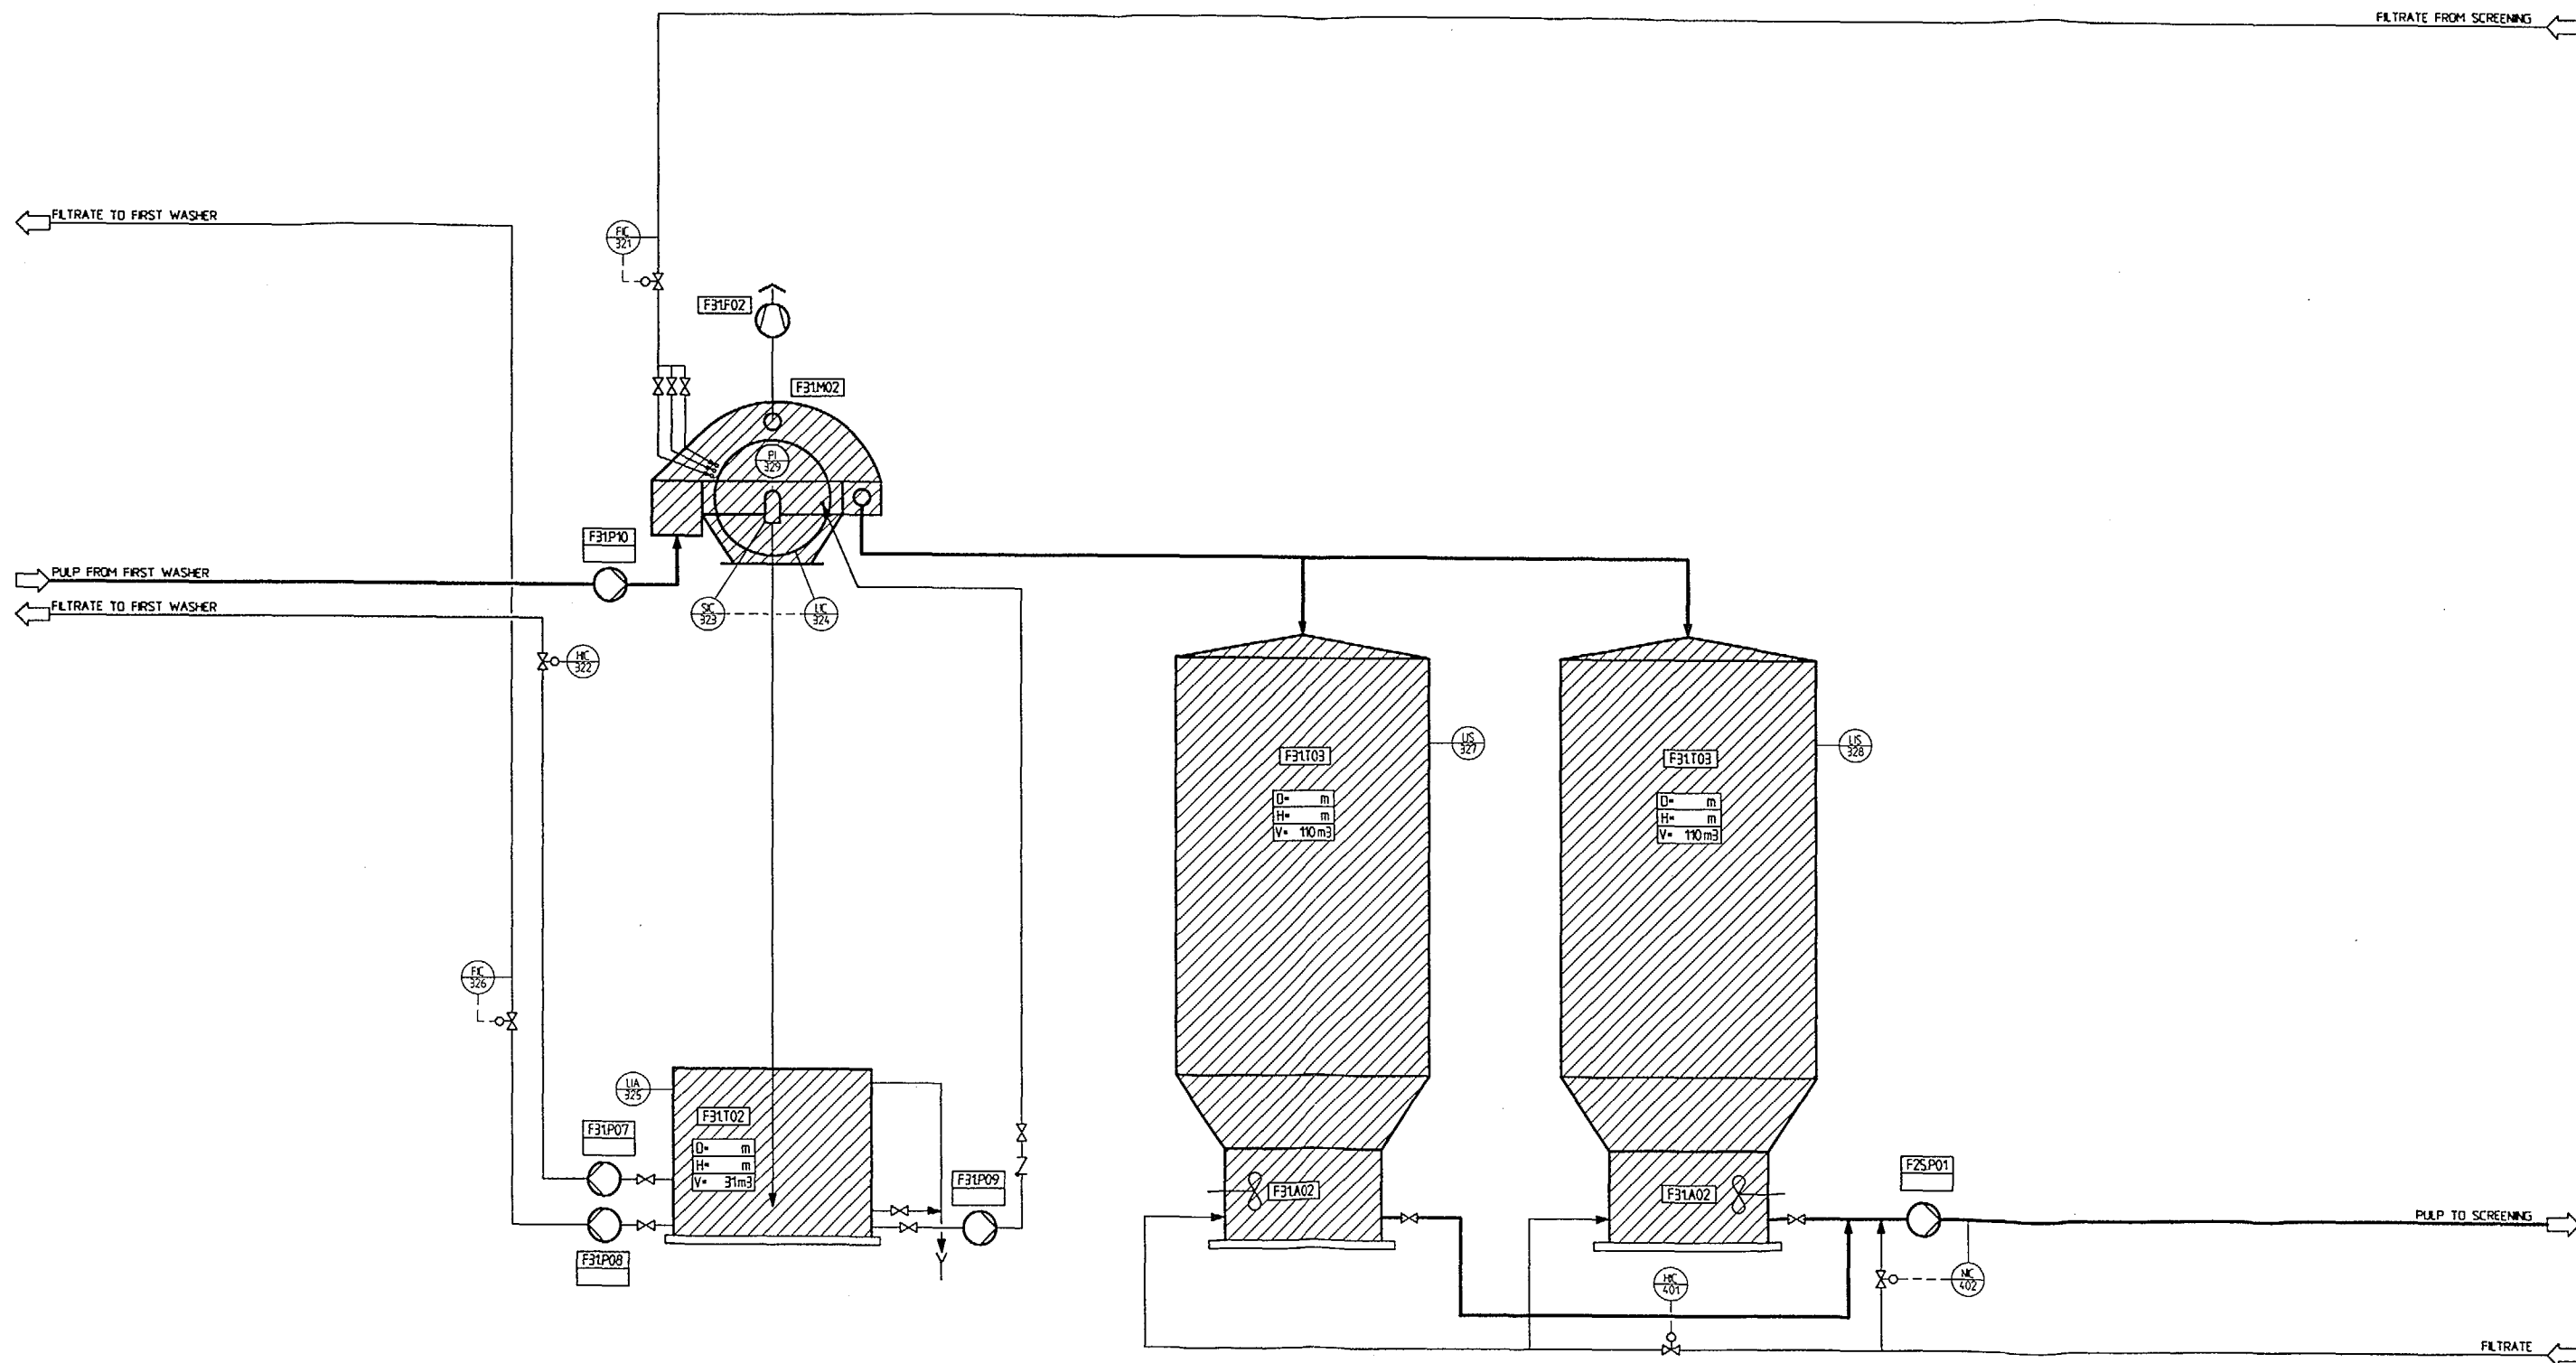 FILTRATE FROM SCREENING
FILTRATE TO FIRST WASHER
FIC
321
F31.F02
F31.M02
PI
329
F31.P10
PULP FROM FIRST WASHER
FILTRATE TO FIRST WASHER
SIC
323
LIC
324
HIC
322
LIS
327
LIS
328
F31.T03
F31.T03
D= m
H= m
V= 110 m3
D= m
H= m
V= 110 m3
FIC
326
LIA
325
F31.T02
F31.P07
D= m
H= m
V= 31 m3
F31.P09
F31.P08
F31.A02
F31.A02
F25.P01
PULP TO SCREENING
HIC
401
NIC
402
FILTRATE